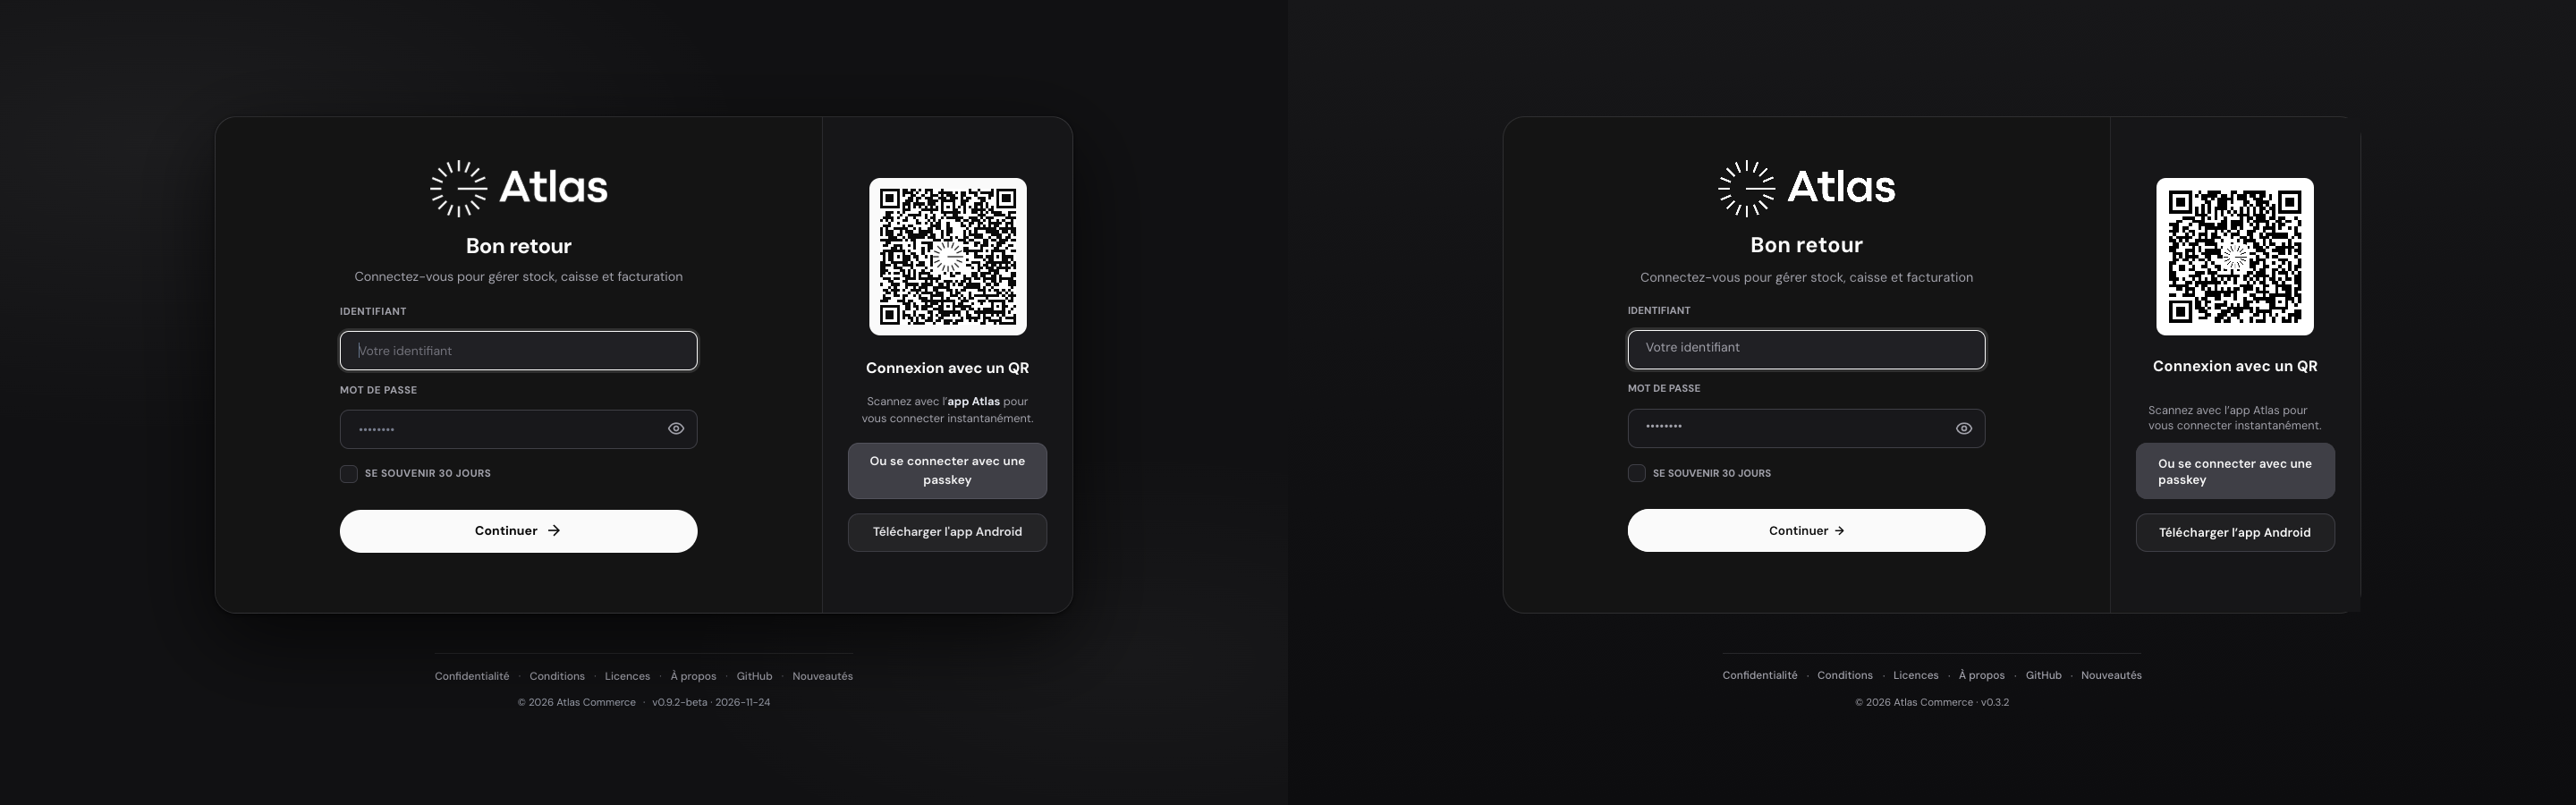 Atlas
Bon retour
Connectez-vous pour gérer stock, caisse et facturation
IDENTIFIANT
Votre identifiant
MOT DE PASSE
••••••••
SE SOUVENIR 30 JOURS
Continuer →
Connexion avec un QR
Scannez avec l'app Atlas pour
vous connecter instantanément.
Ou se connecter avec une
passkey
Télécharger l'app Android
Confidentialité · Conditions · Licences · À propos · GitHub · Nouveautés
© 2026 Atlas Commerce · v0.9.2-beta · 2026-11-24
Atlas
Bon retour
Connectez-vous pour gérer stock, caisse et facturation
IDENTIFIANT
Votre identifiant
MOT DE PASSE
••••••••
SE SOUVENIR 30 JOURS
Continuer →
Connexion avec un QR
Scannez avec l’app Atlas pour
vous connecter instantanément.
Ou se connecter avec une
passkey
Télécharger l’app Android
Confidentialité · Conditions · Licences · À propos · GitHub · Nouveautés
© 2026 Atlas Commerce · v0.3.2